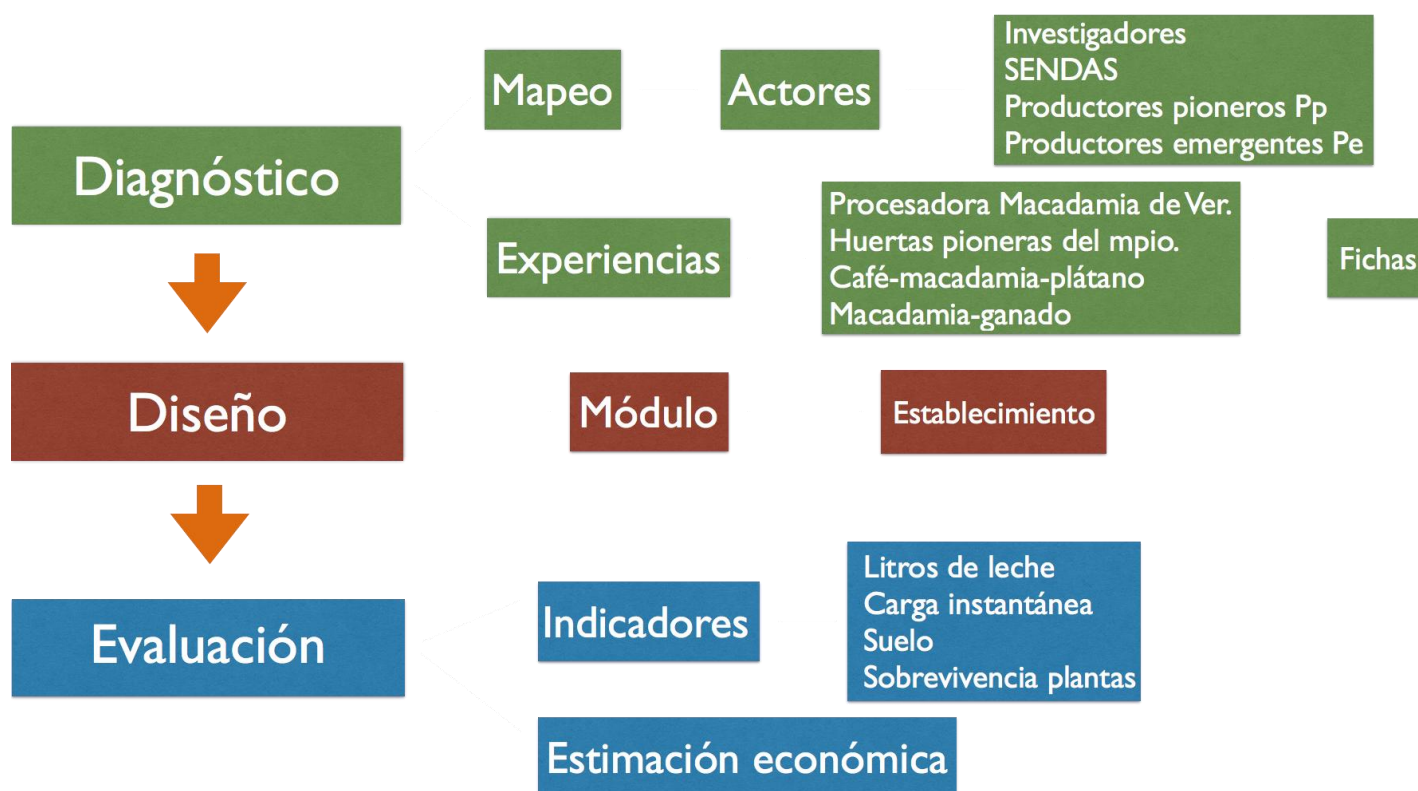 Diagnóstico
Mapeo
Actores
Investigadores
SENDAS
Productores pioneros Pp
Productores emergentes Pe
Experiencias
Procesadora Macadamia de Ver.
Huertas pioneras del mpio.
Café-macadamia-plátano
Macadamia-ganado
Fichas
Diseño
Módulo
Establecimiento
Evaluación
Indicadores
Litros de leche
Carga instantánea
Suelo
Sobrevivencia plantas
Estimación económica